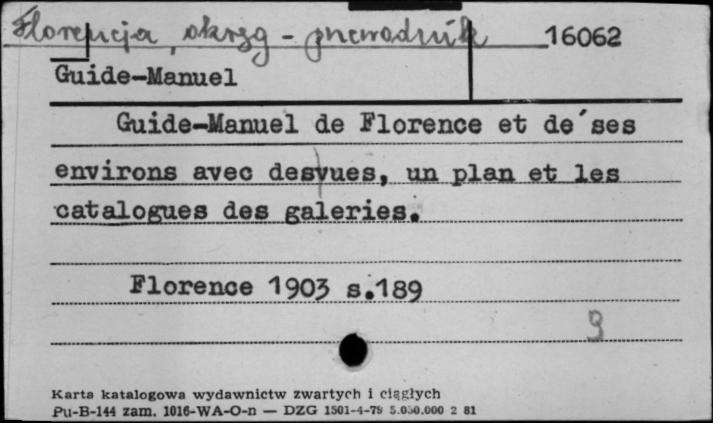 Florencja, okręg - przewodnik 16062
Guide-Manuel
Guide-Manuel de Florence et de ses
environs avec des vues, un plan et les
catalogues des galeries.
Florence 1903 s.189
9
Karta katalogowa wydawnictw zwartych i ciągłych
Pu-B-144 zam. 1016-WA-O-n — DZG 1501-4-79 5.050.000 2 81